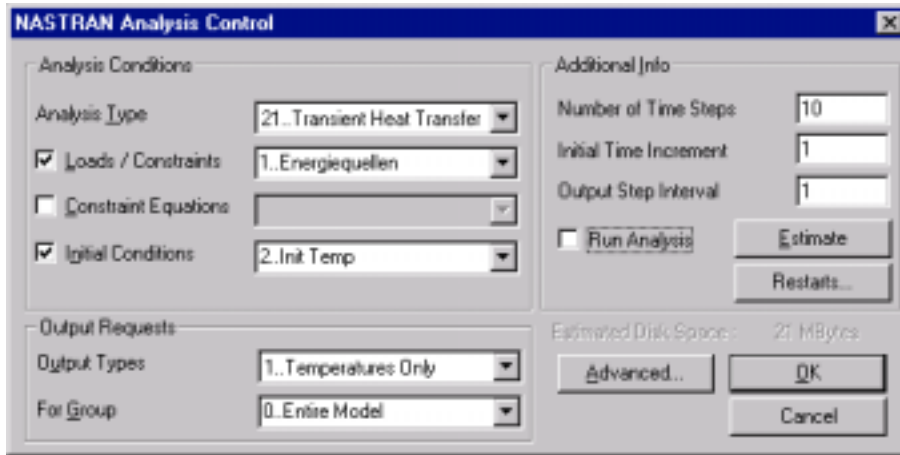 NASTRAN Analysis Control
Analysis Conditions
Analysis Type 21..Transient Heat Transfer
Loads / Constraints 1..Energiequellen
Constraint Equations
Initial Conditions 2..Init Temp
Output Requests
Output Types 1..Temperatures Only
For Group 0..Entire Model
Additional Info
Number of Time Steps 10
Initial Time Increment 1
Output Step Interval 1
Run Analysis Estimate
Restarts...
Estimated Disk Space : 21 MBytes
Advanced... OK
Cancel